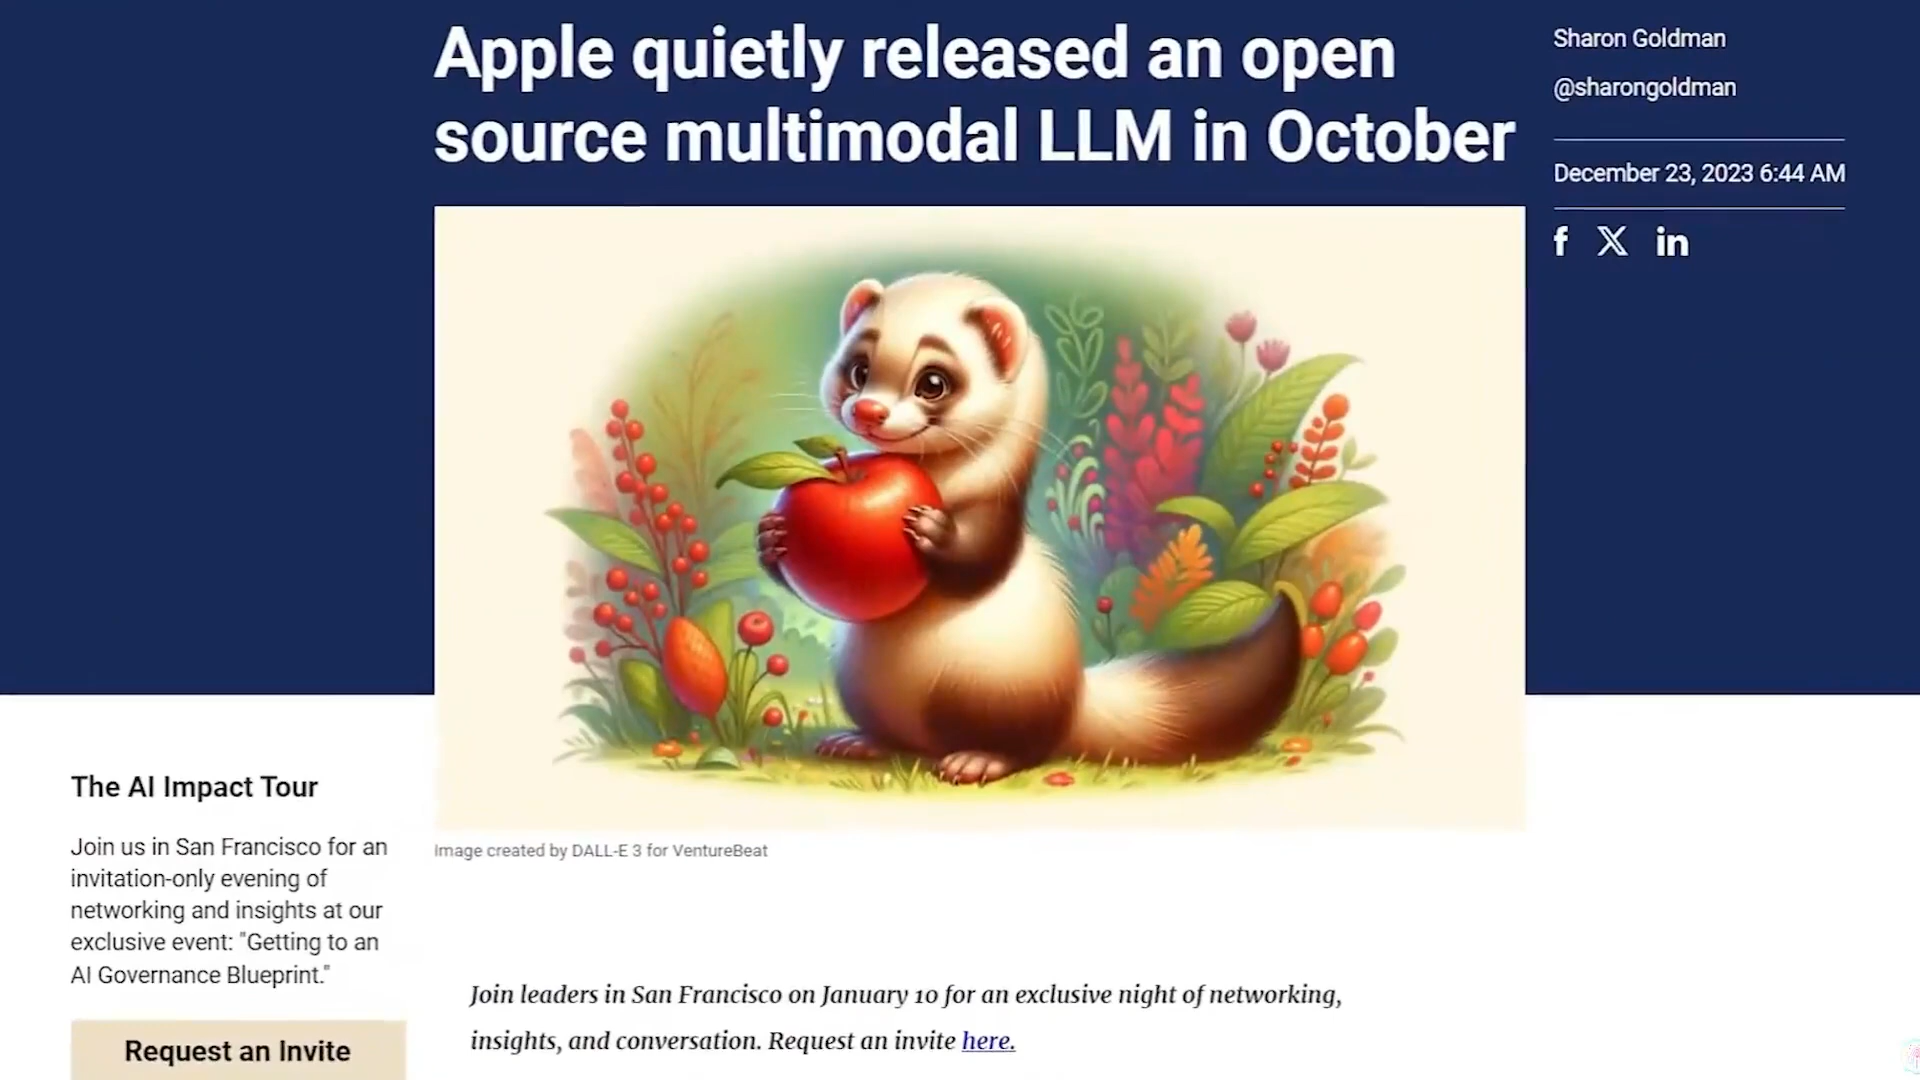 Apple quietly released an open
source multimodal LLM in October
Sharon Goldman
@sharongoldman
December 23, 2023 6:44 AM
f X in
Image created by DALL-E 3 for VentureBeat
The AI Impact Tour
Join us in San Francisco for an
invitation-only evening of
networking and insights at our
exclusive event: "Getting to an
AI Governance Blueprint."
Request an Invite
Join leaders in San Francisco on January 10 for an exclusive night of networking,
insights, and conversation. Request an invite here.